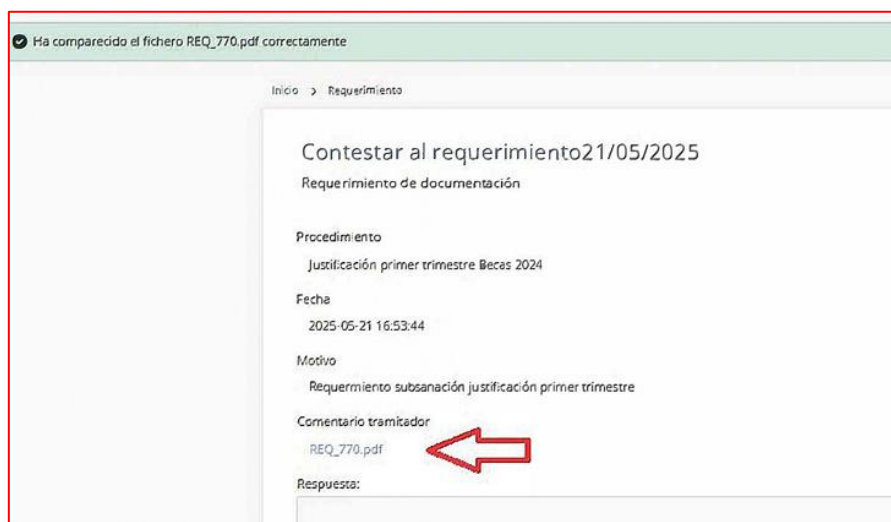 Ha comparecido el fichero REQ_770.pdf correctamente
Inicio > Requerimiento
Contestar al requerimiento21/05/2025
Requerimiento de documentación
Procedimiento
Justificación primer trimestre Becas 2024
Fecha
2025-05-21 16:53:44
Motivo
Requermiento subsanación justificación primer trimestre
Comentario tramitador
REQ_770.pdf
Respuesta: